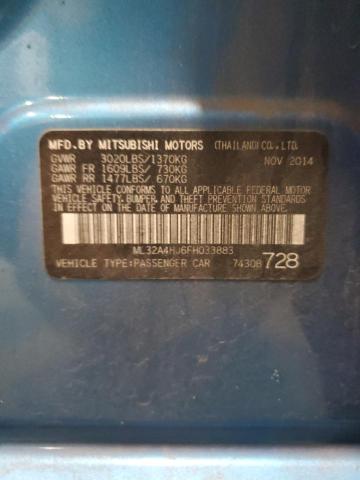 MFD.BY MITSUBISHI MOTORS (THAILAND) CO., LTD.
GVWR 3020LBS/1370KG NOV 2014
GAWR FR 1609LBS/ 730KG
GAWR RR 1477LBS/ 670KG
THIS VEHICLE CONFORMS TO ALL APPLICABLE FEDERAL MOTOR
VEHICLE SAFETY, BUMPER, AND THEFT PREVENTION STANDARDS
IN EFFECT ON THE DATE OF MANUFACTURE SHOWN ABOVE.
ML32A4HJ6FH033883
VEHICLE TYPE:PASSENGER CAR 74308 728